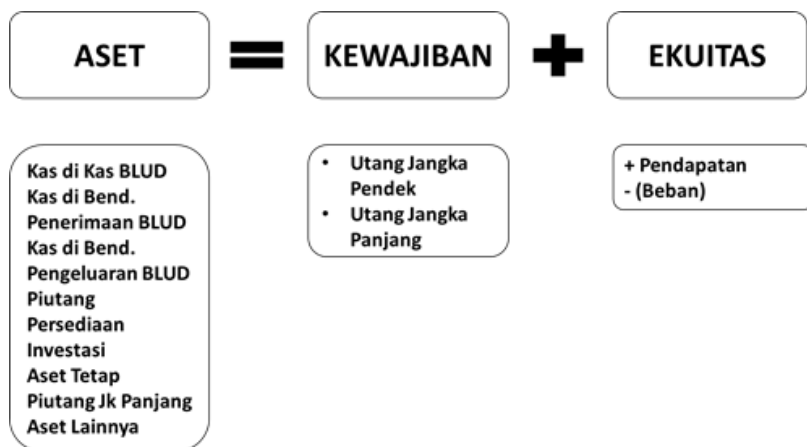 ASET = KEWAJIBAN + EKUITAS
Kas di Kas BLUD
Kas di Bend.
Penerimaan BLUD
Kas di Bend.
Pengeluaran BLUD
Piutang
Persediaan
Investasi
Aset Tetap
Piutang Jk Panjang
Aset Lainnya
• Utang Jangka
Pendek
• Utang Jangka
Panjang
+ Pendapatan
- (Beban)